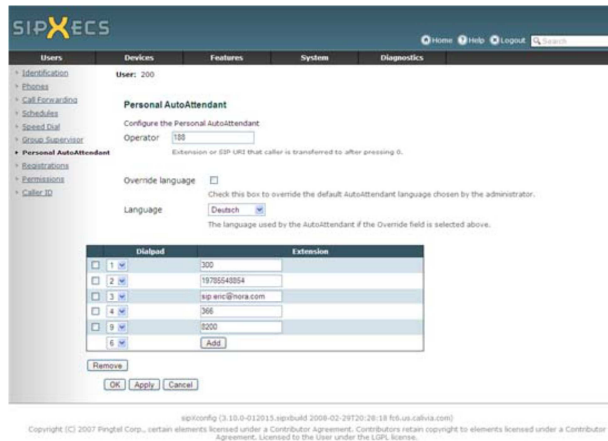 SIPXECS
Home Help Logout Search
Users Devices Features System Diagnostics
Identification
Phones
Call Forwarding
Schedules
Speed Dial
Group Supervisor
Personal AutoAttendant
Registrations
Permissions
Caller ID
User: 200
Personal AutoAttendant
Configure the Personal AutoAttendant
Operator 188
Extension or SIP URI that caller is transferred to after pressing 0.
Override language
Check this box to override the default AutoAttendant language chosen by the administrator.
Language Deutsch
The language used by the AutoAttendant if the Override field is selected above.
Dialpad Extension
1 300
2 19785548854
3 sip:eric@nora.com
4 366
9 8200
6 Add
Remove
OK Apply Cancel
sipXconfig (3.10.0-012015 sipxbuild 2008-02-29T20:28:18 fc6.us.calivia.com)
Copyright (C) 2007 Pingtel Corp., certain elements licensed under a Contributor Agreement. Contributors retain copyright to elements licensed under a Contributor
Agreement. Licensed to the User under the LGPL license.